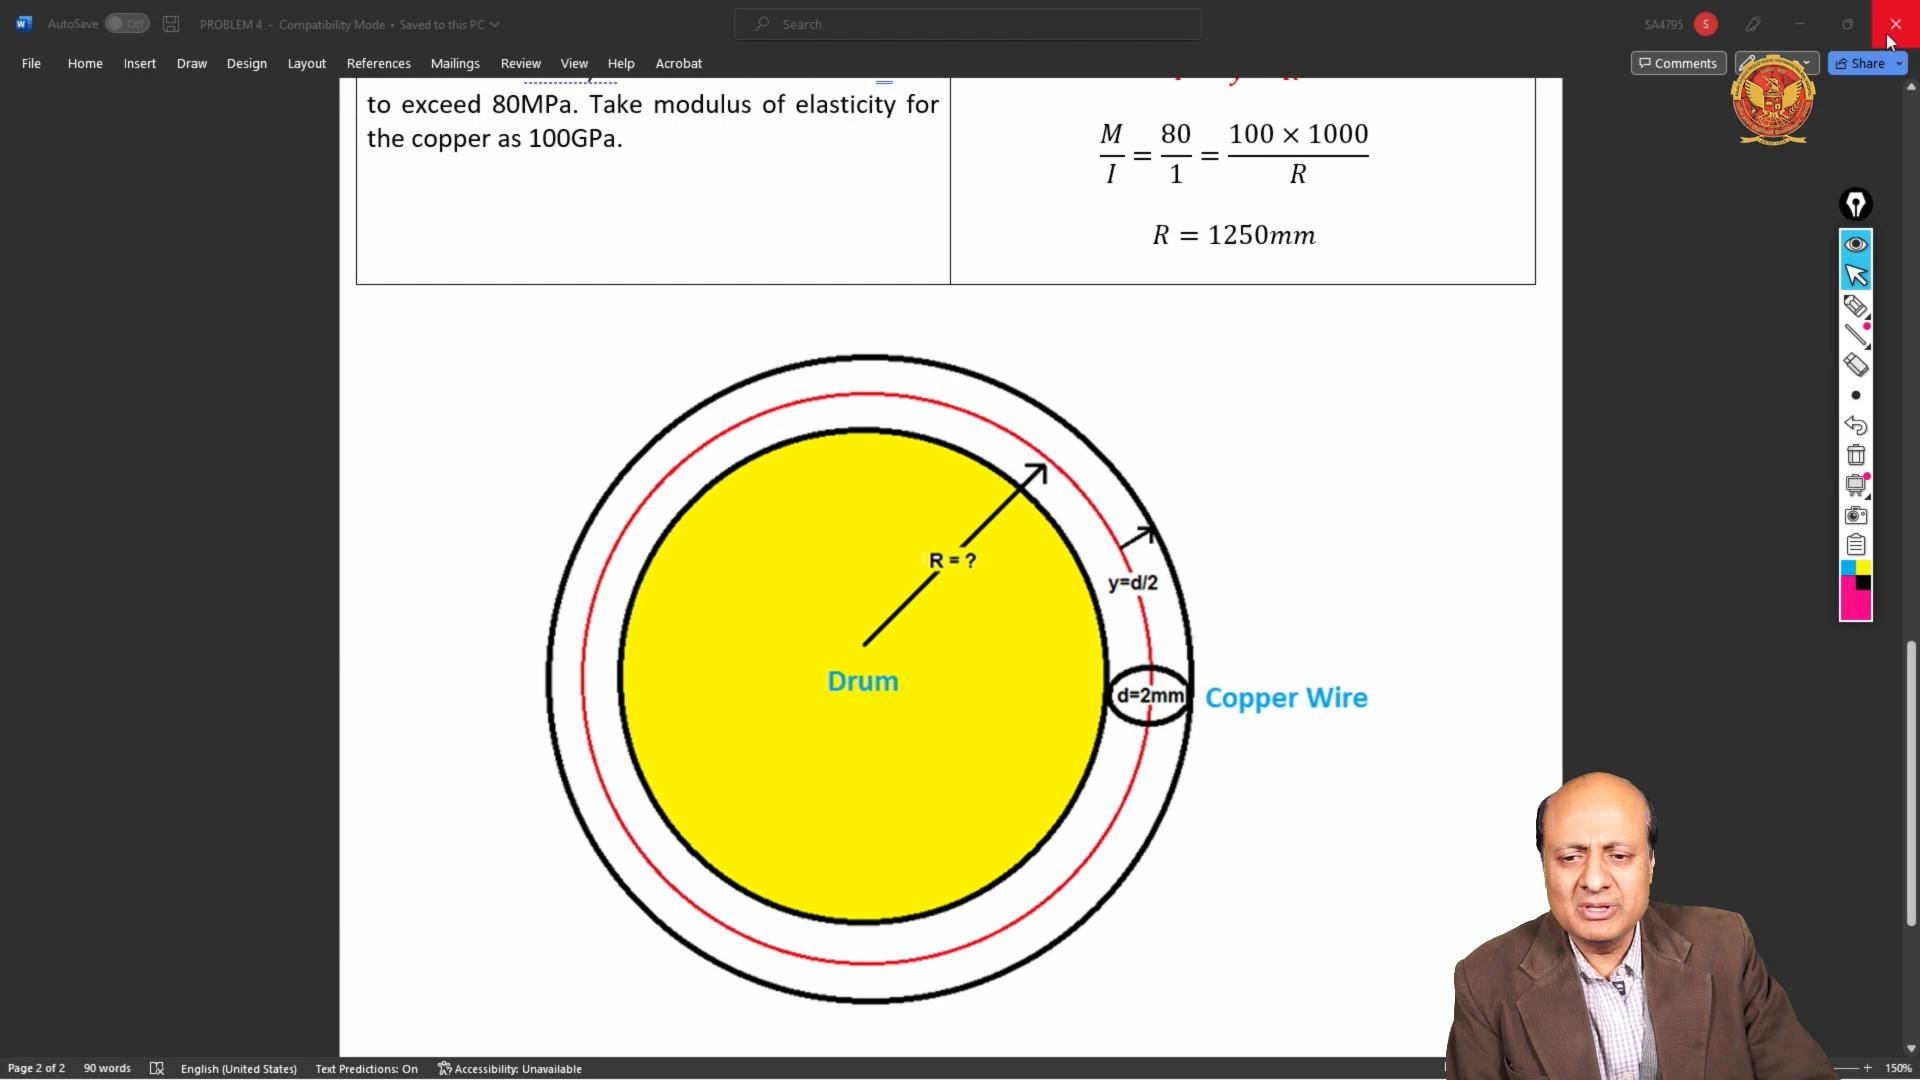 AutoSave Off PROBLEM 4 - Compatibility Mode • Saved to this PC Search SA4795 S
File Home Insert Draw Design Layout References Mailings Review View Help Acrobat Comments Share
to exceed 80MPa. Take modulus of elasticity for
the copper as 100GPa.
M/I = 80/1 = 100 × 1000/R
R = 1250mm
R = ?
y=d/2
Drum
d=2mm
Copper Wire
Page 2 of 2 90 words English (United States) Text Predictions: On Accessibility: Unavailable 150%